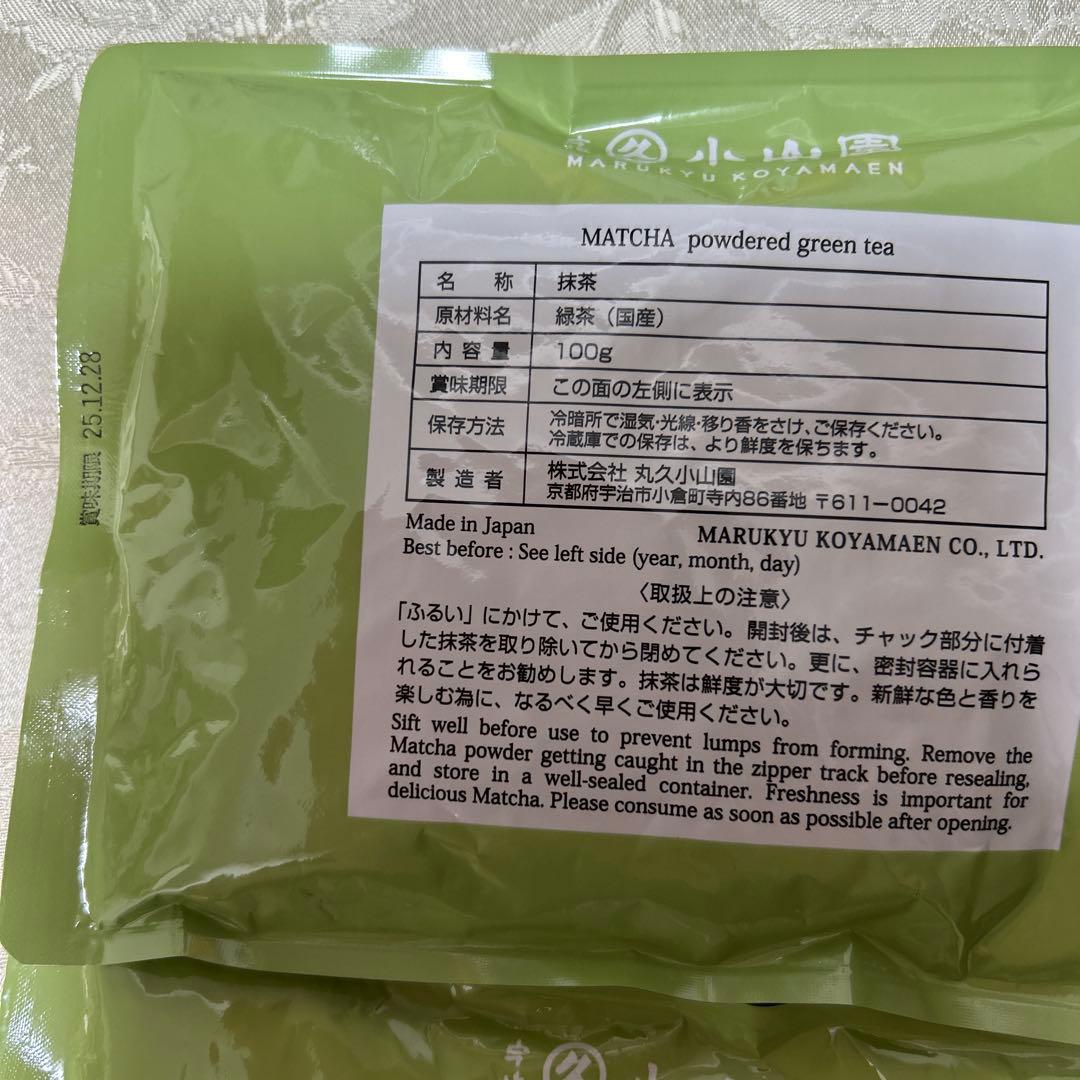 久 小山園
MARUKYU KOYAMAEN
MATCHA powdered green tea
名 称 抹茶
原材料名 緑茶（国産）
内容量 100g
賞味期限 この面の左側に表示
保存方法 冷暗所で湿気・光線・移り香をさけ、ご保存ください。
冷蔵庫での保存は、より鮮度を保ちます。
製造者 株式会社 丸久小山園
京都府宇治市小倉町寺内86番地 〒611-0042
Made in Japan MARUKYU KOYAMAEN CO., LTD.
Best before : See left side (year, month, day)
〈取扱上の注意〉
「ふるい」にかけて、ご使用ください。開封後は、チャック部分に付着
した抹茶を取り除いてから閉めてください。更に、密封容器に入れら
れることをお勧めします。抹茶は鮮度が大切です。新鮮な色と香りを
楽しむ為に、なるべく早くご使用ください。
Sift well before use to prevent lumps from forming. Remove the
Matcha powder getting caught in the zipper track before resealing,
and store in a well-sealed container. Freshness is important for
delicious Matcha. Please consume as soon as possible after opening.
賞味期限 25.12.28
久